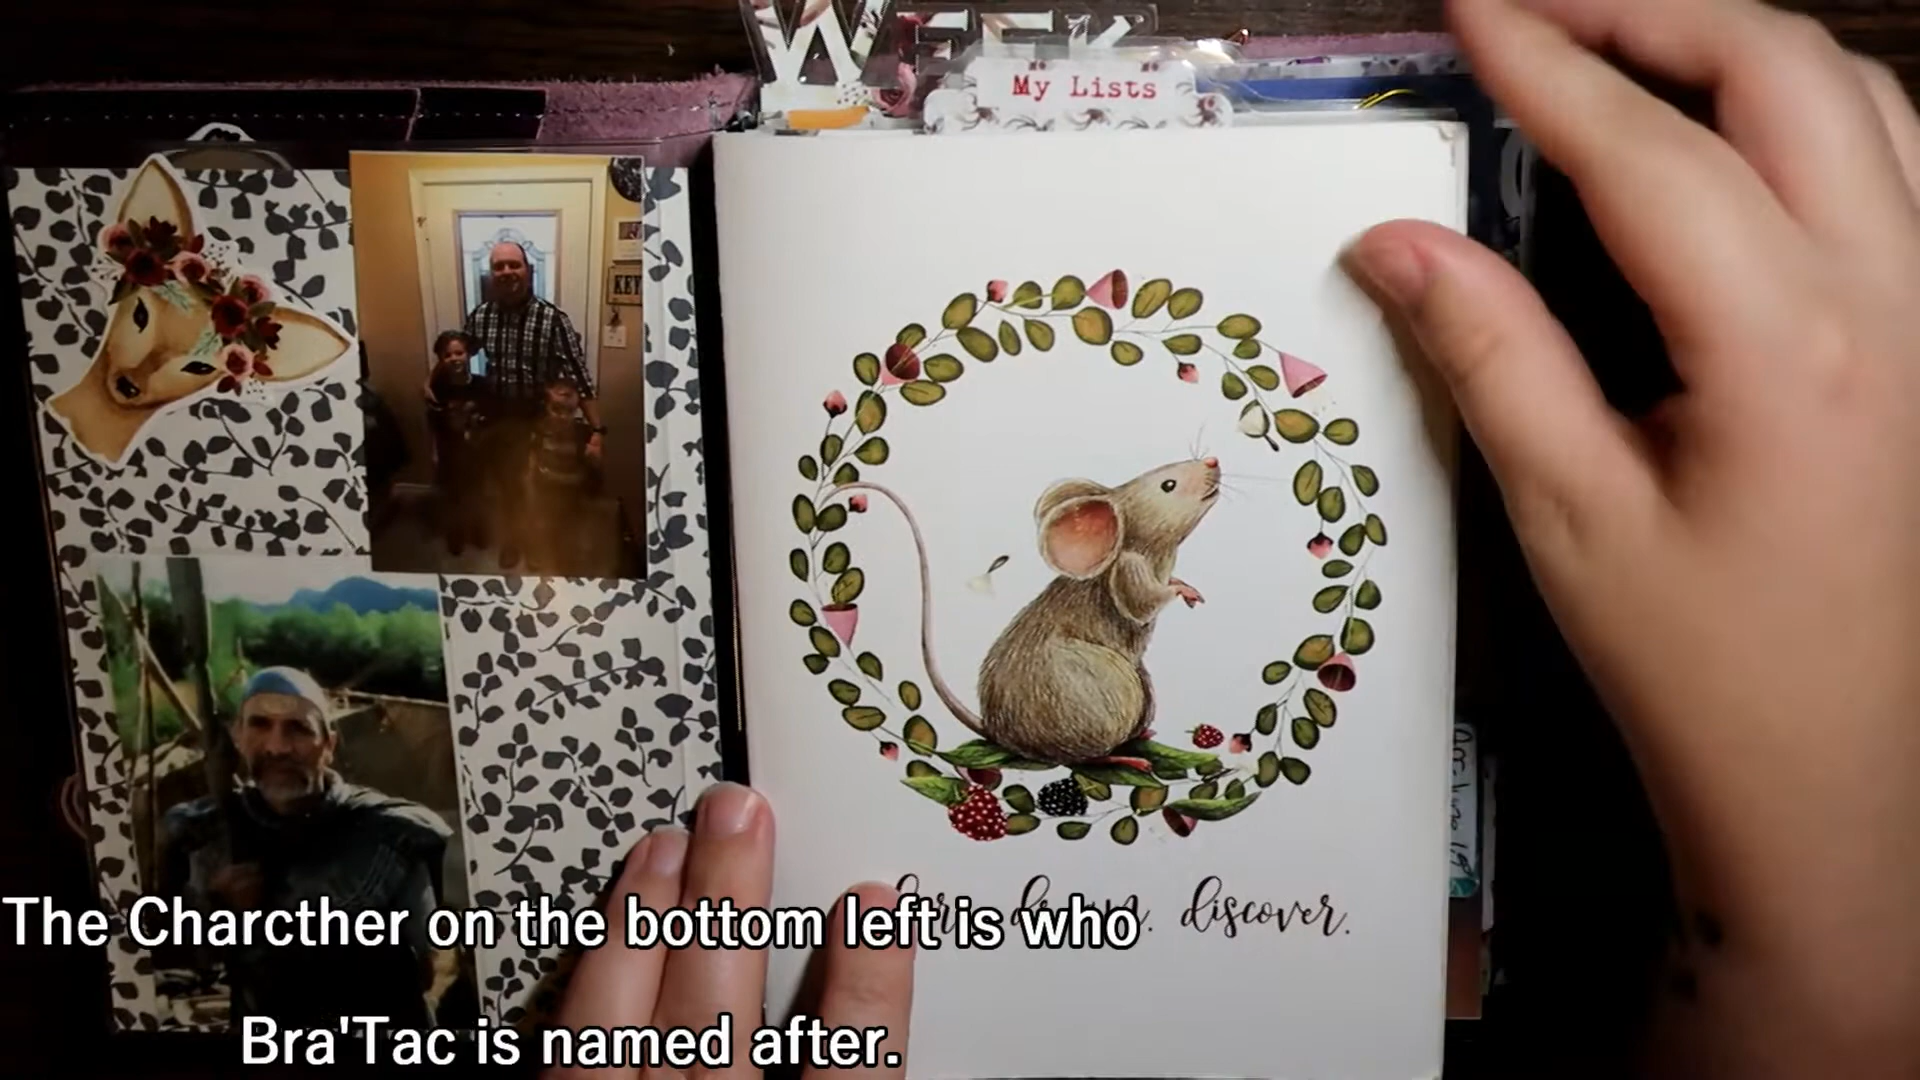 WEEK
My Lists
KEY
discover.
The Charcther on the bottom left is who
Bra'Tac is named after.